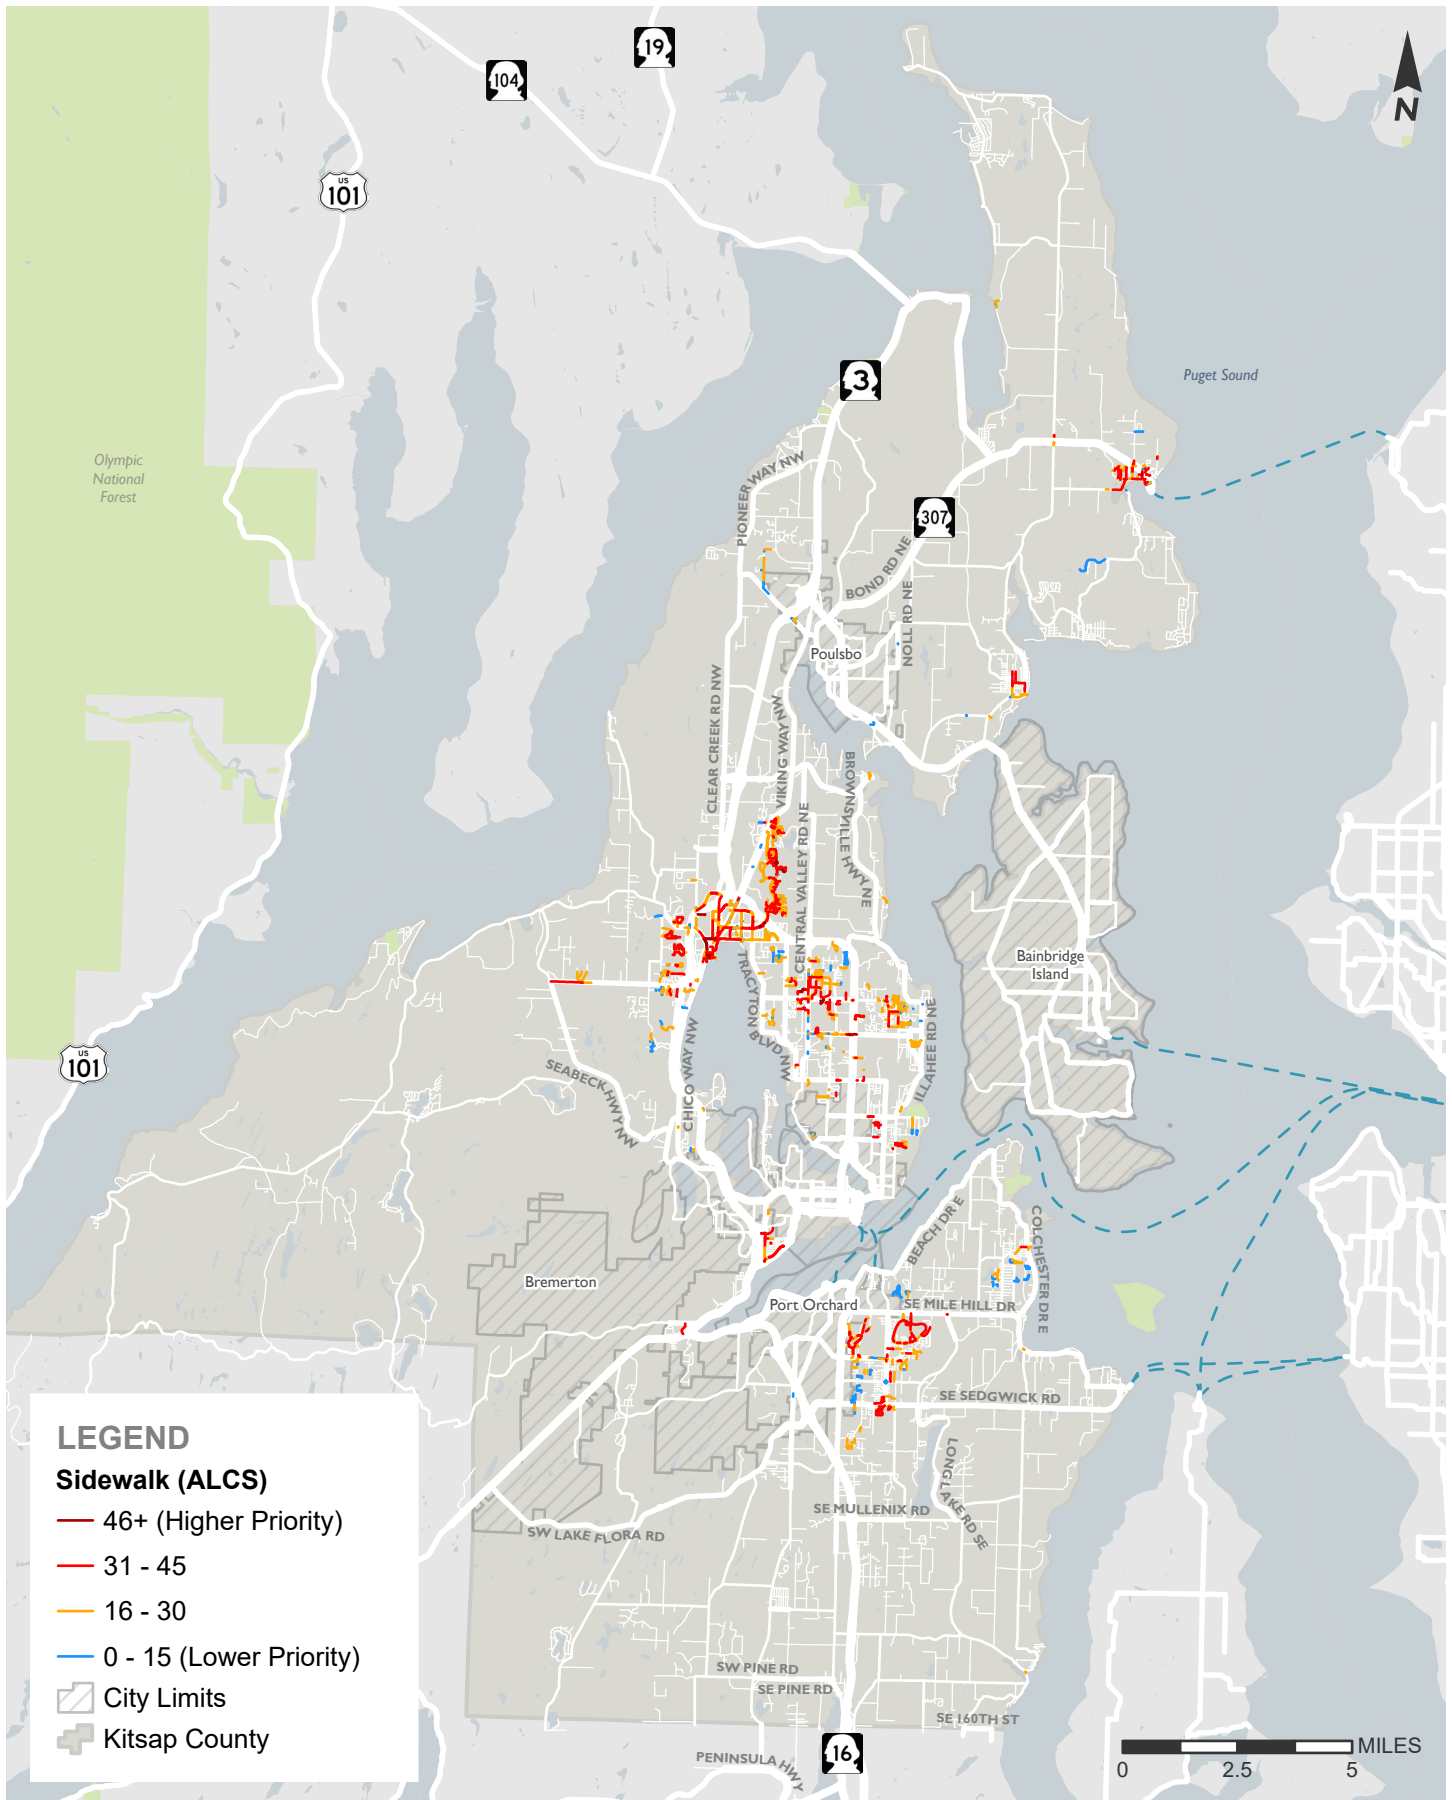 19
104
N
US
101
3
Puget Sound
Olympic
National
Forest
PIONEER WAY NW
307
BOND RD NE
NOLL RD NE
Poulsbo
CLEAR CREEK RD NW
VIKING WAY NW
BROWNSVILLE HWY NE
CENTRAL VALLEY RD NE
Bainbridge
Island
TRACYTON BLVD NW
ILLAHEE RD NE
US
101
CHICO WAY NW
SEABECK HWY NW
BEACH DR E
COLCHESTER DR E
Bremerton
Port Orchard
SE MILE HILL DR
SE SEDGWICK RD
LONG LAKE RD SE
SE MULLENIX RD
SW LAKE FLORA RD
SW PINE RD
SE PINE RD
SE 160TH ST
PENINSULA HWY
16
LEGEND
Sidewalk (ALCS)
46+ (Higher Priority)
31 - 45
16 - 30
0 - 15 (Lower Priority)
City Limits
Kitsap County
MILES
0 2.5 5